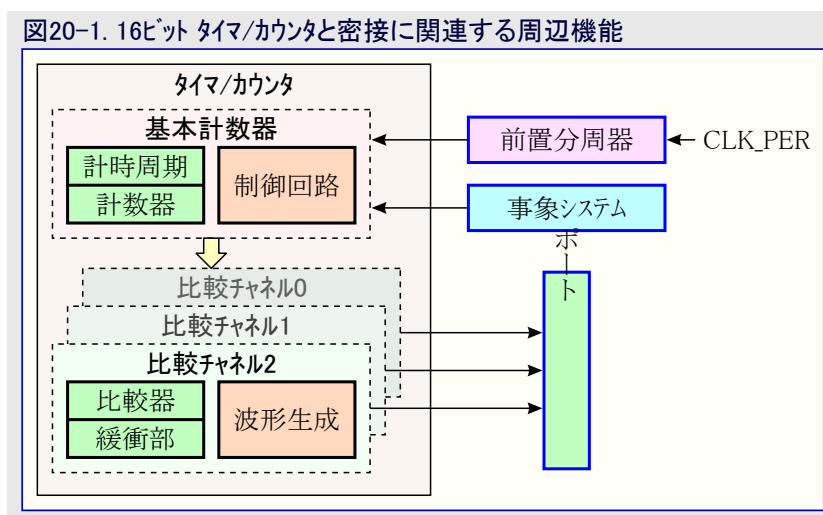 図20-1. 16ﾋﾞｯﾄ ﾀｲﾏ/ｶｳﾝﾀと密接に関連する周辺機能
ﾀｲﾏ/ｶｳﾝﾀ
基本計数器
計時周期
計数器
制御回路
前置分周器
CLK_PER
事象ｼｽﾃﾑ
ポート
比較ﾁｬﾈﾙ0
比較ﾁｬﾈﾙ1
比較ﾁｬﾈﾙ2
比較器
緩衝部
波形生成